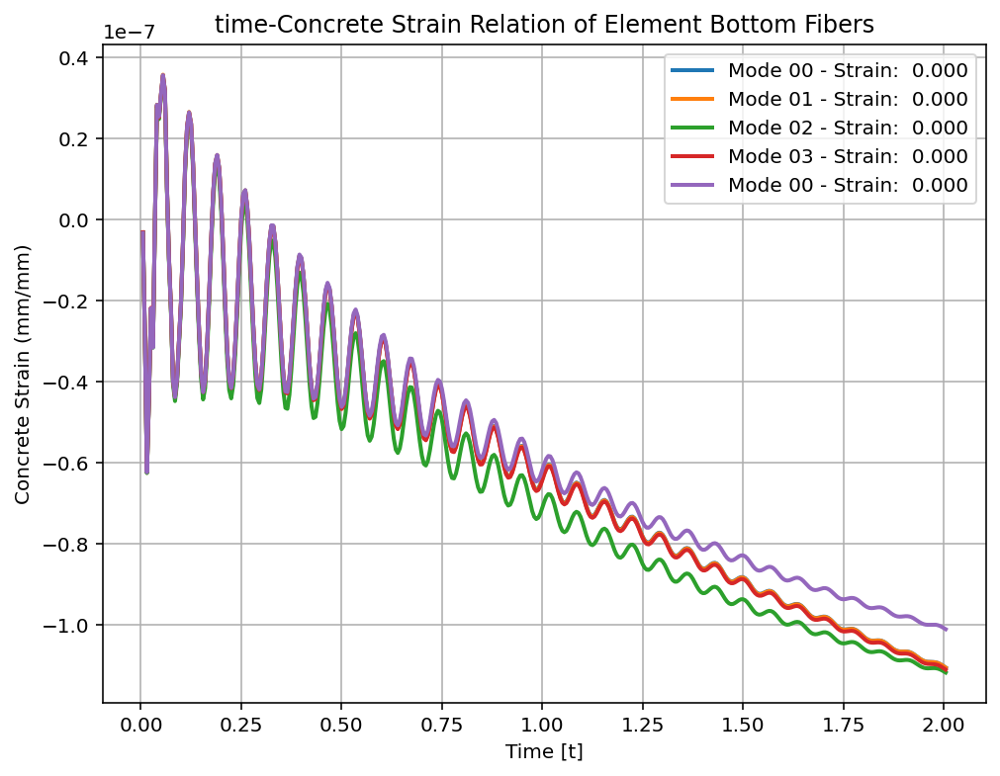 time-Concrete Strain Relation of Element Bottom Fibers
1e−7
Mode 00 - Strain:  0.000
Mode 01 - Strain:  0.000
Mode 02 - Strain:  0.000
Mode 03 - Strain:  0.000
Mode 00 - Strain:  0.000
Concrete Strain (mm/mm)
0.4
0.2
0.0
−0.2
−0.4
−0.6
−0.8
−1.0
0.00 0.25 0.50 0.75 1.00 1.25 1.50 1.75 2.00
Time [t]